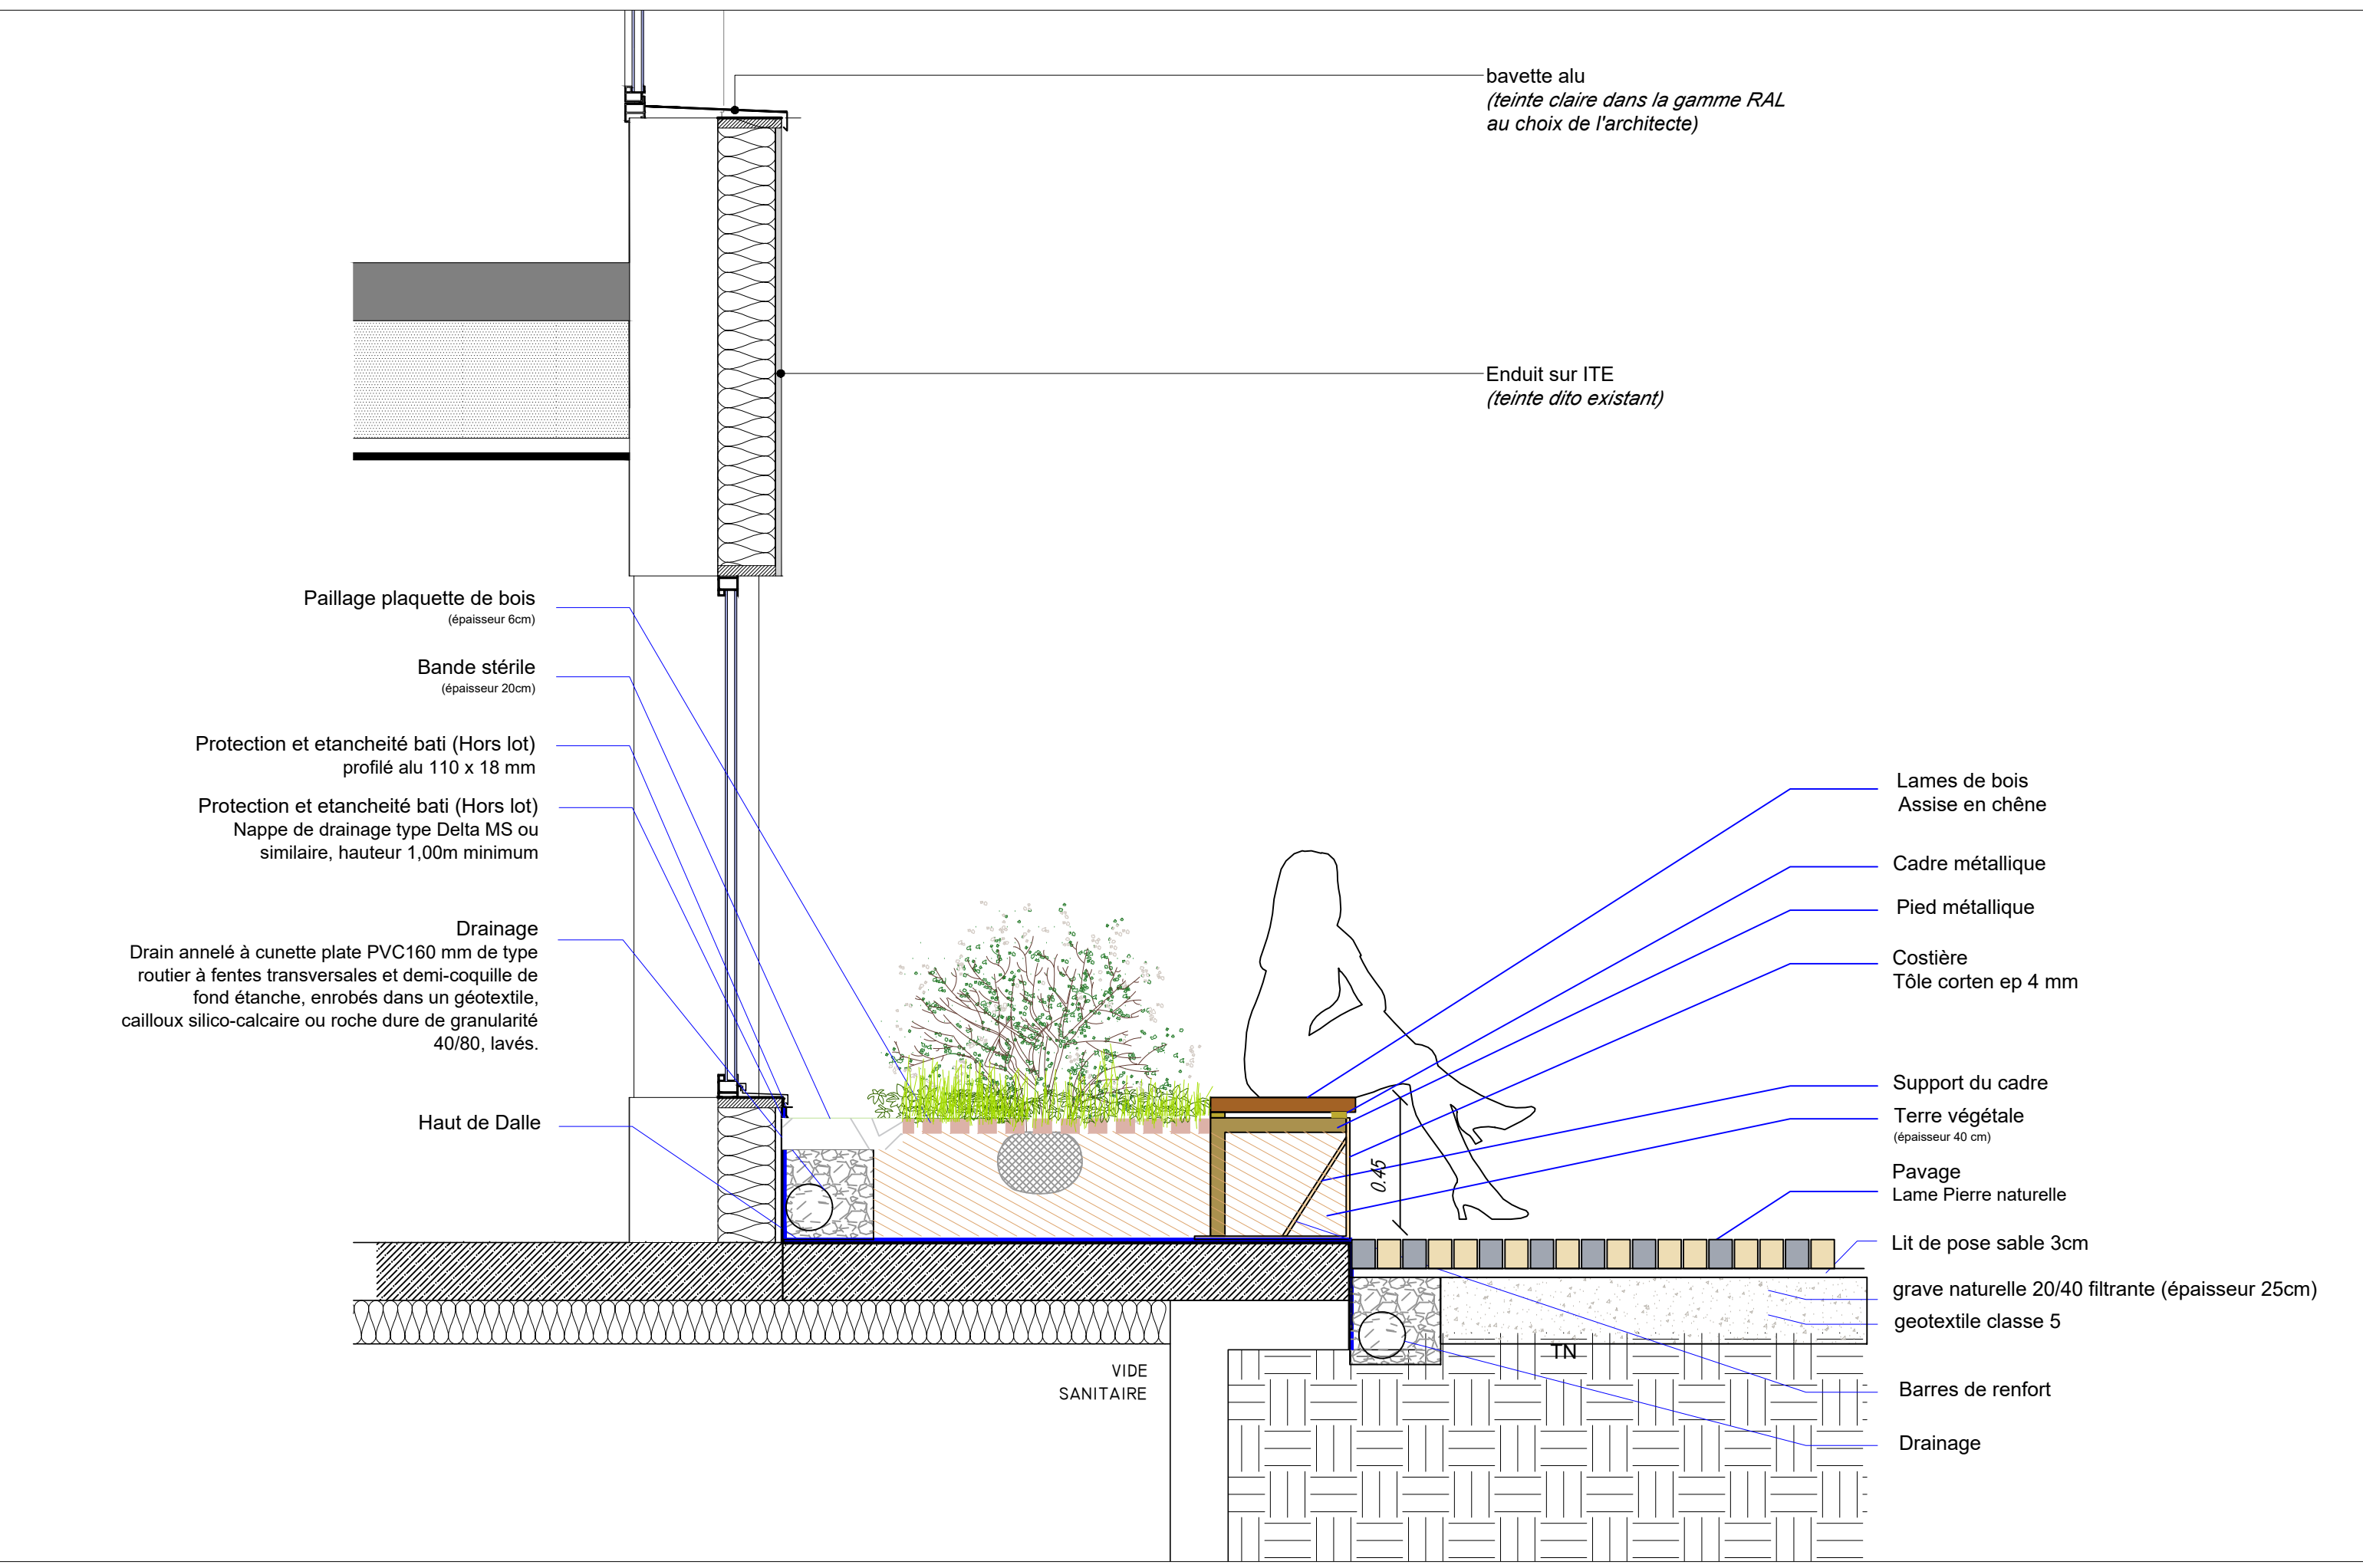 bavette alu
(teinte claire dans la gamme RAL
au choix de l'architecte)
Enduit sur ITE
(teinte dito existant)
Paillage plaquette de bois
(épaisseur 6cm)
Bande stérile
(épaisseur 20cm)
Protection et etancheité bati (Hors lot)
profilé alu 110 x 18 mm
Protection et etancheité bati (Hors lot)
Nappe de drainage type Delta MS ou
similaire, hauteur 1,00m minimum
Drainage
Drain annelé à cunette plate PVC160 mm de type
routier à fentes transversales et demi-coquille de
fond étanche, enrobés dans un géotextile,
cailloux silico-calcaire ou roche dure de granularité
40/80, lavés.
Haut de Dalle
Lames de bois
Assise en chêne
Cadre métallique
Pied métallique
Costière
Tôle corten ep 4 mm
Support du cadre
Terre végétale
(épaisseur 40 cm)
Pavage
Lame Pierre naturelle
Lit de pose sable 3cm
grave naturelle 20/40 filtrante (épaisseur 25cm)
geotextile classe 5
Barres de renfort
Drainage
0.45
TN
VIDE
SANITAIRE